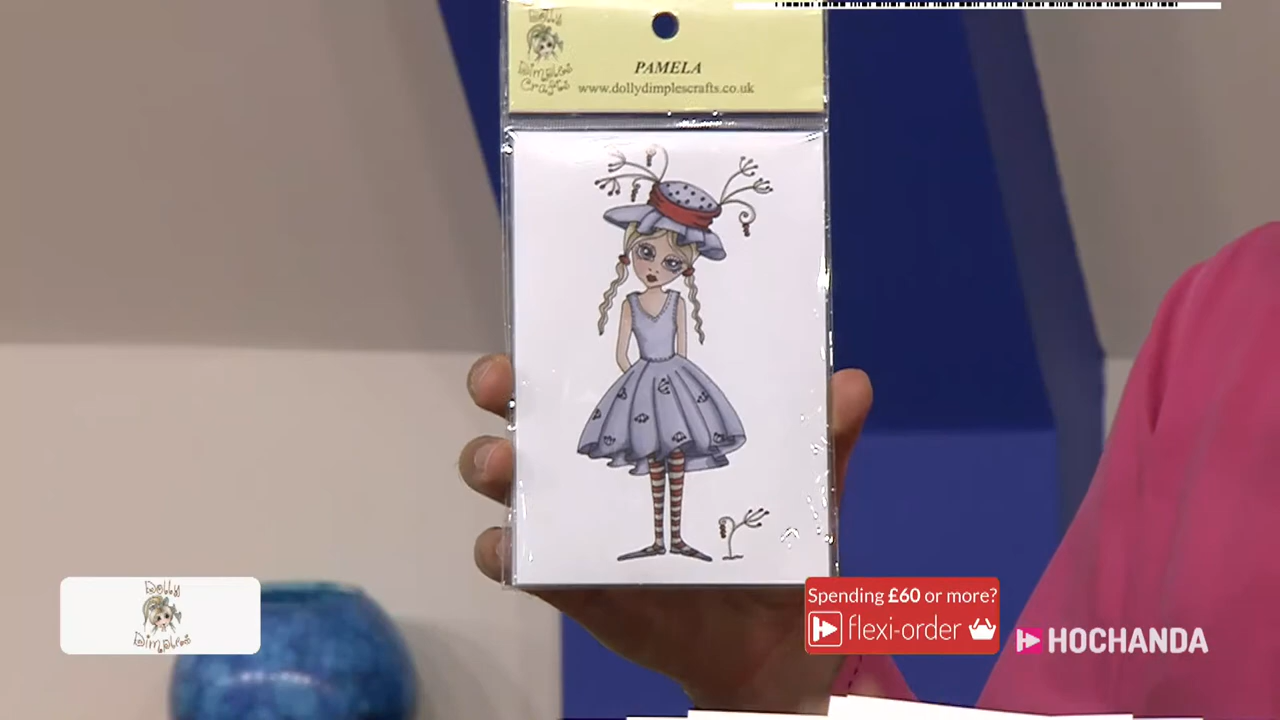 Dolly
Dimples
Crafts
PAMELA
www.dollydimplescrafts.co.uk
Dolly
Dimples
Spending £60 or more?
flexi-order
HOCHANDA